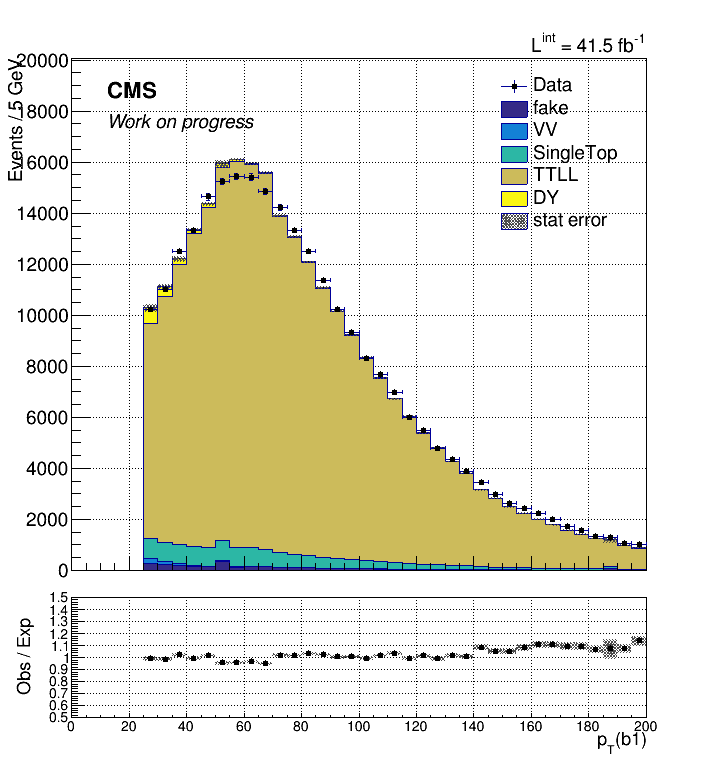 L^int = 41.5 fb^-1
Events / 5 GeV
20000
18000
16000
14000
12000
10000
8000
6000
4000
2000
0
CMS
Work on progress
Data
fake
VV
SingleTop
TTLL
DY
stat error
Obs / Exp
1.5
1.4
1.3
1.2
1.1
1
0.9
0.8
0.7
0.6
0.5
0 20 40 60 80 100 120 140 160 180 200
p_T(b1)